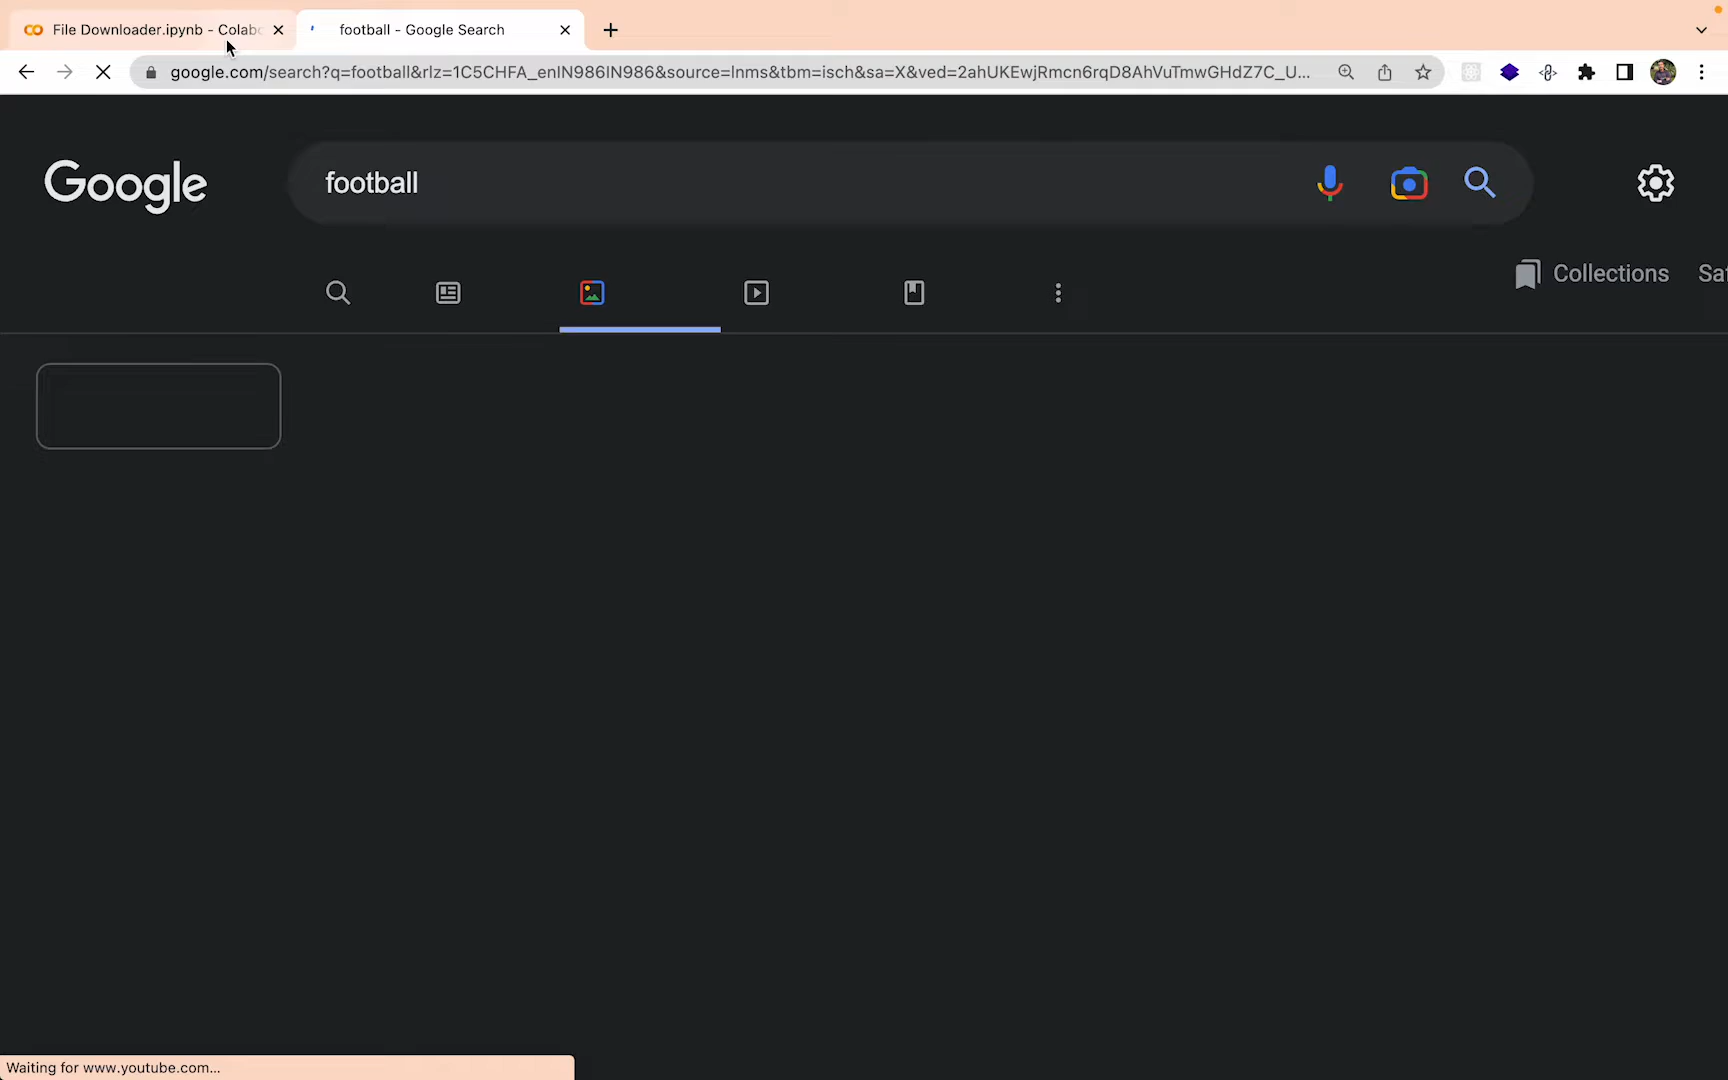 File Downloader.ipynb - Colab
football - Google Search
google.com/search?q=football&rlz=1C5CHFA_enIN986IN986&source=lnms&tbm=isch&sa=X&ved=2ahUKEwjRmcn6rqD8AhVuTmwGHdZ7C_U...
Google
football
Collections
Saf
Waiting for www.youtube.com...